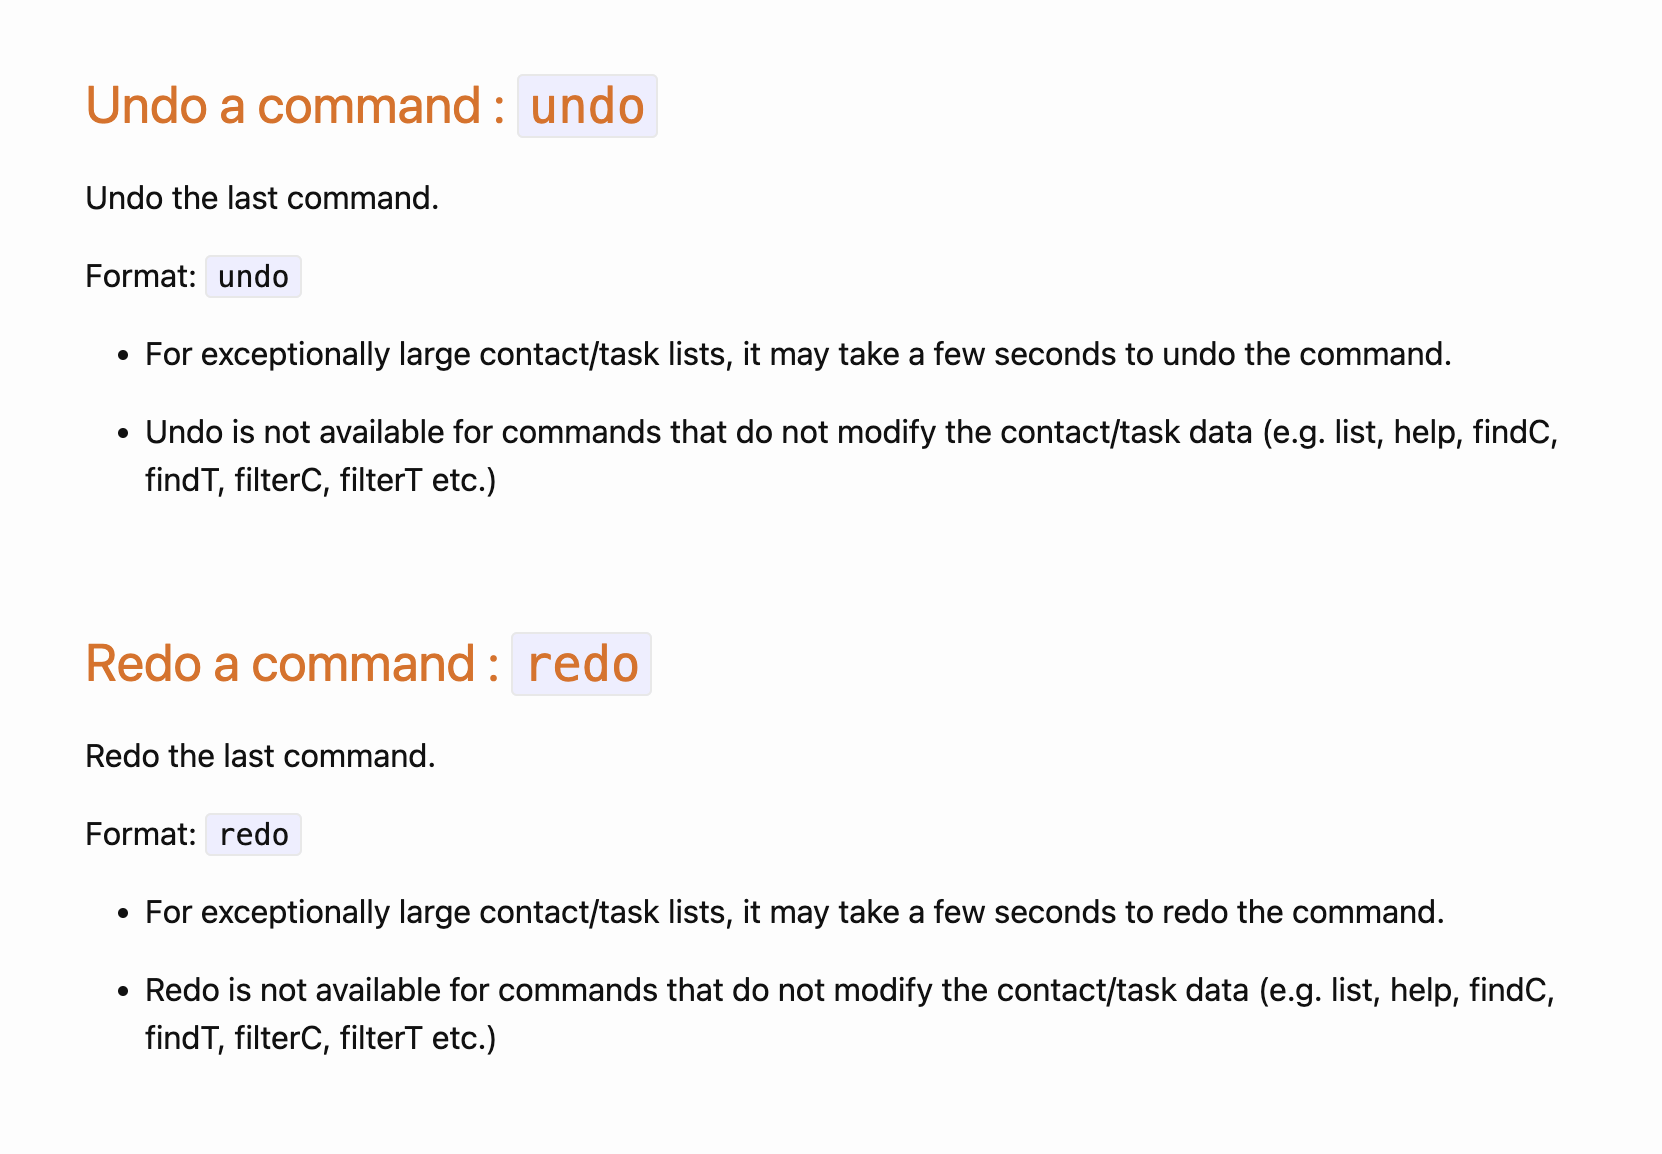 Undo a command : undo
Undo the last command.
Format: undo
• For exceptionally large contact/task lists, it may take a few seconds to undo the command.
• Undo is not available for commands that do not modify the contact/task data (e.g. list, help, findC,
findT, filterC, filterT etc.)
Redo a command : redo
Redo the last command.
Format: redo
• For exceptionally large contact/task lists, it may take a few seconds to redo the command.
• Redo is not available for commands that do not modify the contact/task data (e.g. list, help, findC,
findT, filterC, filterT etc.)